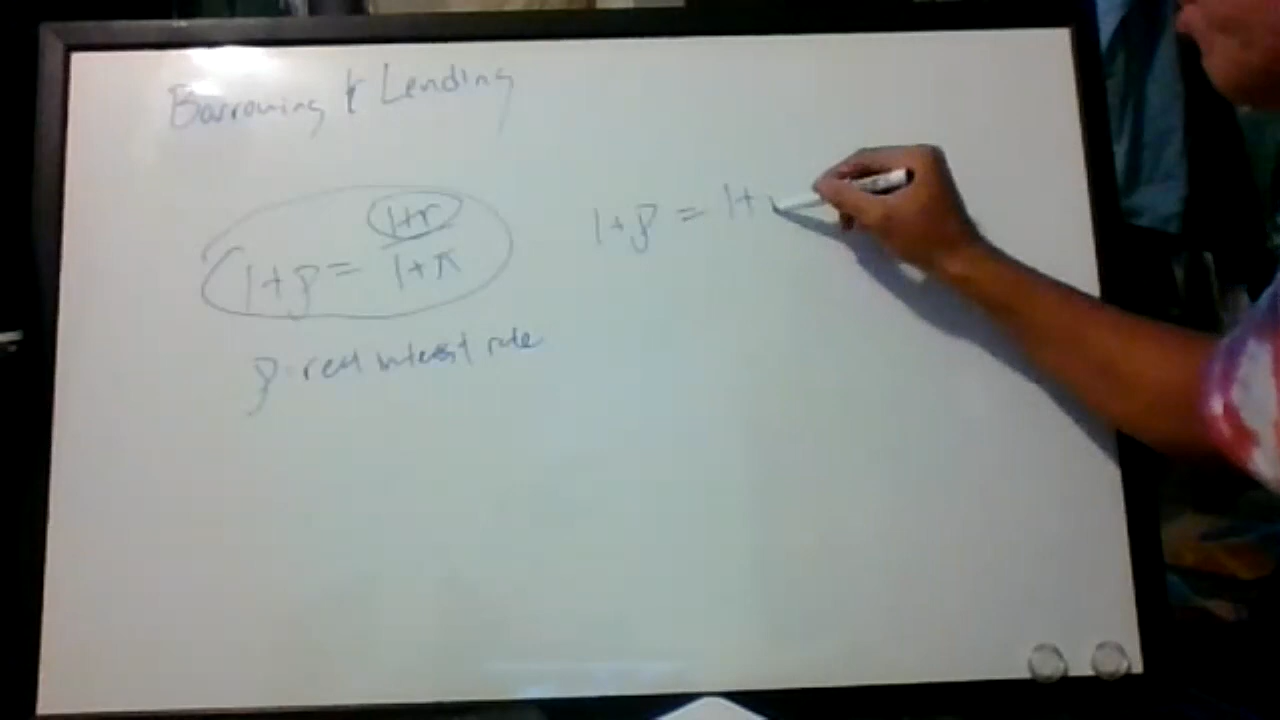 Borrowing & Lending
1+ρ = (1+r)/(1+π)
ρ: real interest rate
1+ρ = 1+